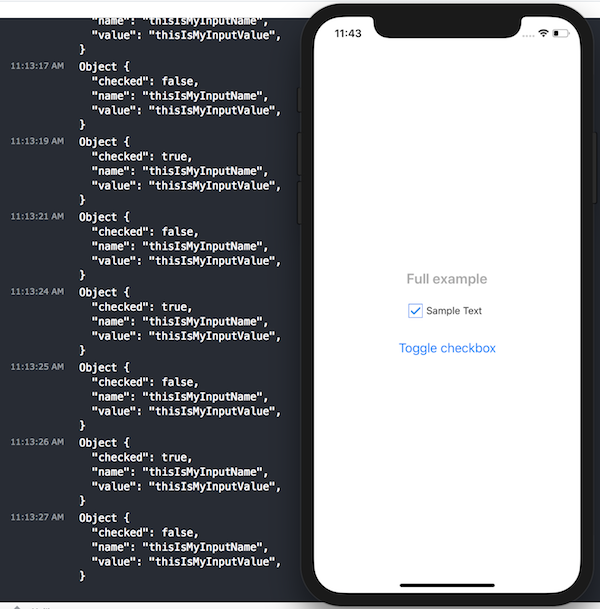 "name": "thisIsMyInputName",
"value": "thisIsMyInputValue",
}
11:13:17 AM Object {
"checked": false,
"name": "thisIsMyInputName",
"value": "thisIsMyInputValue",
}
11:13:19 AM Object {
"checked": true,
"name": "thisIsMyInputName",
"value": "thisIsMyInputValue",
}
11:13:21 AM Object {
"checked": false,
"name": "thisIsMyInputName",
"value": "thisIsMyInputValue",
}
11:13:24 AM Object {
"checked": true,
"name": "thisIsMyInputName",
"value": "thisIsMyInputValue",
}
11:13:25 AM Object {
"checked": false,
"name": "thisIsMyInputName",
"value": "thisIsMyInputValue",
}
11:13:26 AM Object {
"checked": true,
"name": "thisIsMyInputName",
"value": "thisIsMyInputValue",
}
11:13:27 AM Object {
"checked": false,
"name": "thisIsMyInputName",
"value": "thisIsMyInputValue",
}
11:43
Full example
Sample Text
Toggle checkbox